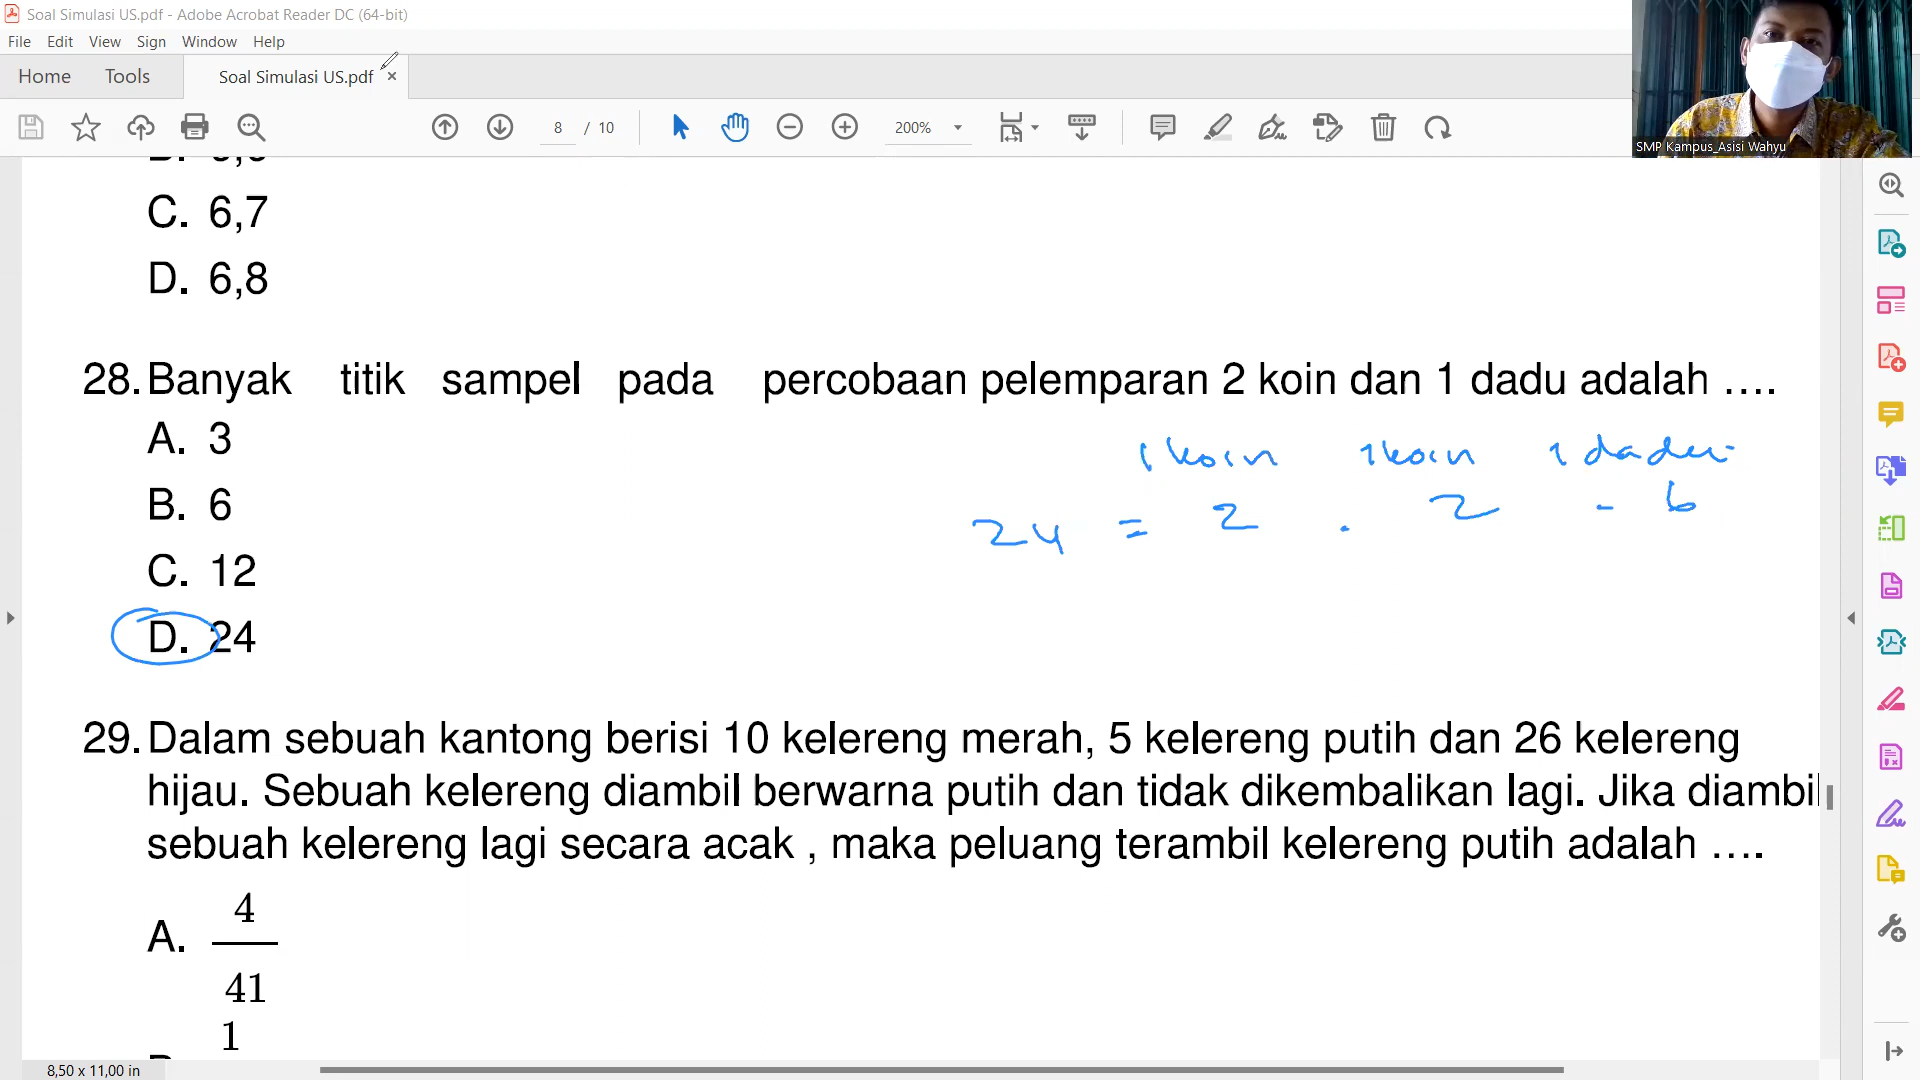 Soal Simulasi US.pdf - Adobe Acrobat Reader DC (64-bit)
File Edit View Sign Window Help
Home Tools Soal Simulasi US.pdf
8 / 10 200%
SMP Kampus_Asisi Wahyu
C. 6,7
D. 6,8
28. Banyak titik sampel pada percobaan pelemparan 2 koin dan 1 dadu adalah ....
A. 3
1 koin 1 koin 1 dadu
B. 6
24 = 2 . 2 . 6
C. 12
D. 24
29. Dalam sebuah kantong berisi 10 kelereng merah, 5 kelereng putih dan 26 kelereng
hijau. Sebuah kelereng diambil berwarna putih dan tidak dikembalikan lagi. Jika diambil
sebuah kelereng lagi secara acak , maka peluang terambil kelereng putih adalah ....
A. 4
41
1
8,50 x 11,00 in